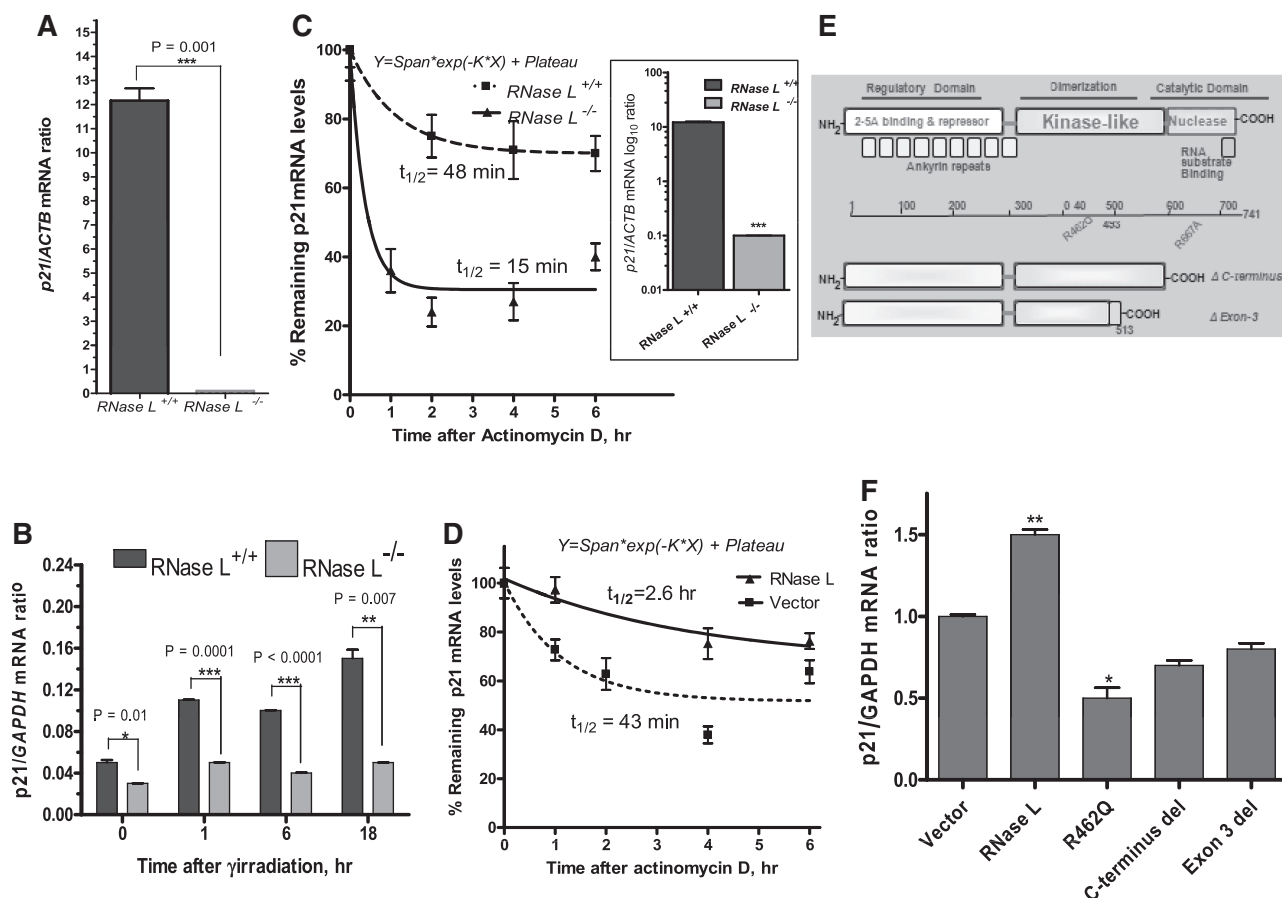 A
P = 0.001
***
15
14
13
12
11
10
9
8
7
6
5
4
3
2
1
0
p21/ACTB mRNA ratio
RNase L +/+
RNase L -/-
C
Y=Span*exp(-K*X) + Plateau
RNase L +/+
RNase L -/-
100
80
60
40
20
0
% Remaining p21mRNA levels
t1/2= 48 min
t1/2 = 15 min
0 1 2 3 4 5 6
Time after Actinomycin D, hr
RNase L +/+
RNase L -/-
100
10
1
0.1
0.01
p21/ACTB mRNA log10 ratio
***
RNase L +/+
RNase L -/-
E
Regulatory Domain
Dimerization
Catalytic Domain
NH2
2-5A binding & repressor
Kinase-like
Nuclease
COOH
Ankyrin repeats
RNA
substrate
Binding
1 100 200 300 0 40 500 600 700 741
R462Q
493
R667A
NH2
COOH
Δ C-terminus
NH2
COOH
513
Δ Exon-3
B
RNase L+/+
RNase L-/-
0.24
0.20
0.16
0.12
0.08
0.04
0.00
p21/GAPDH mRNA ratio
P = 0.01
*
P = 0.0001
***
P < 0.0001
***
P = 0.007
**
0 1 6 18
Time after γirradiation, hr
D
Y=Span*exp(-K*X) + Plateau
RNase L
Vector
100
80
60
40
20
0
% Remaining p21 mRNA levels
t1/2=2.6 hr
t1/2 = 43 min
0 1 2 3 4 5 6
Time after actinomycin D, hr
F
p21/GAPDH mRNA ratio
1.5
1.0
0.5
0.0
**
*
Vector
RNase L
R462Q
C-terminus del
Exon 3 del